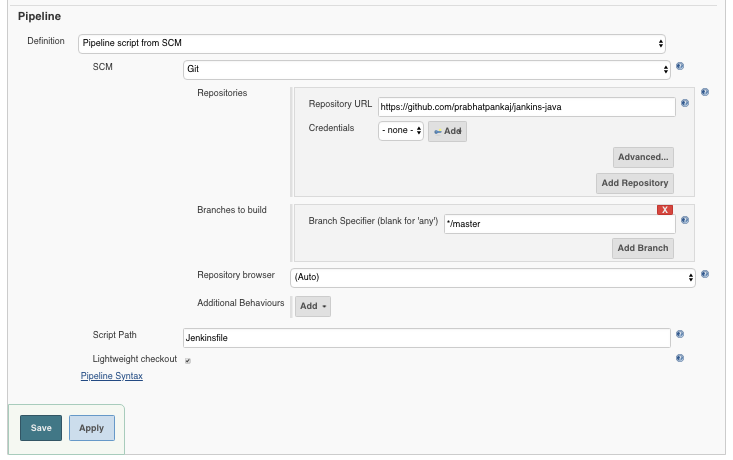 Pipeline
Definition Pipeline script from SCM
SCM Git
Repositories
Repository URL https://github.com/prabhatpankaj/jankins-java
Credentials - none - Add
Advanced...
Add Repository
Branches to build X
Branch Specifier (blank for 'any') */master
Add Branch
Repository browser (Auto)
Additional Behaviours Add
Script Path Jenkinsfile
Lightweight checkout
Pipeline Syntax
Save Apply